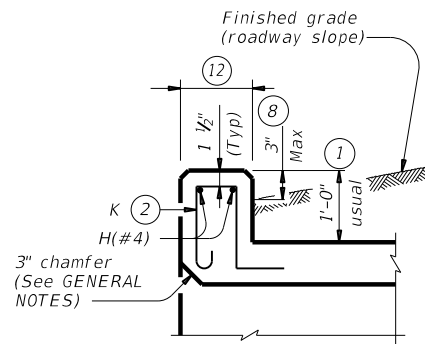 Finished grade
(roadway slope)
12
8
1 ½"
(Typ)
3"
Max
1
1'-0"
usual
K 2
H(#4)
3" chamfer
(See GENERAL
NOTES)